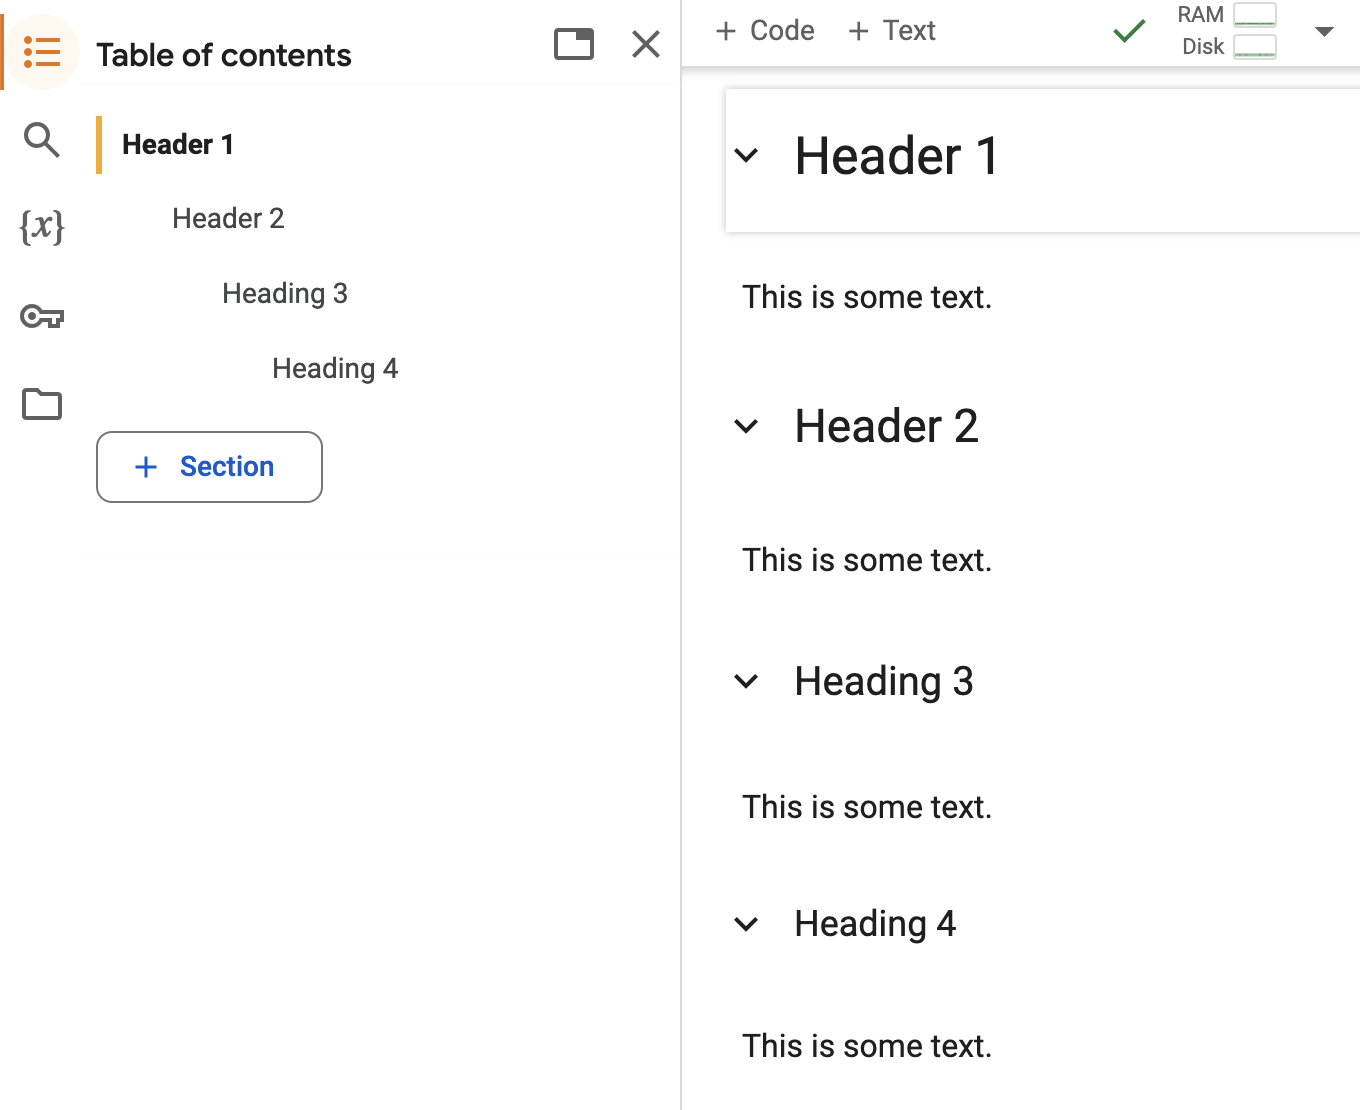 Table of contents
Header 1
Header 2
Heading 3
Heading 4
+ Section
{x}
+ Code + Text
RAM
Disk
Header 1
This is some text.
Header 2
This is some text.
Heading 3
This is some text.
Heading 4
This is some text.